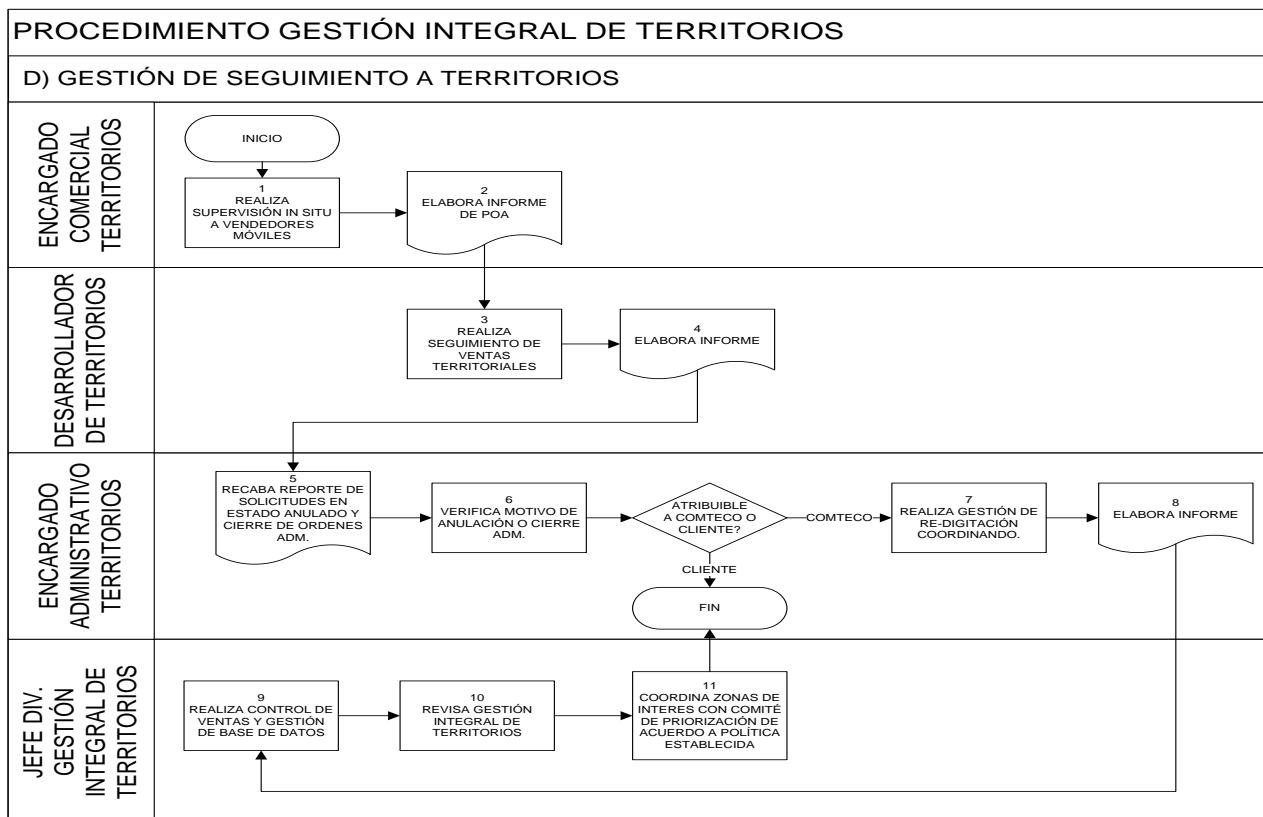 PROCEDIMIENTO GESTIÓN INTEGRAL DE TERRITORIOS
D) GESTIÓN DE SEGUIMIENTO A TERRITORIOS
ENCARGADO
COMERCIAL
TERRITORIOS
INICIO
1
REALIZA
SUPERVISIÓN IN SITU
A VENDEDORES
MÓVILES
2
ELABORA INFORME
DE POA
DESARROLLADOR
DE TERRITORIOS
3
REALIZA
SEGUIMIENTO DE
VENTAS
TERRITORIALES
4
ELABORA INFORME
ENCARGADO
ADMINISTRATIVO
TERRITORIOS
5
RECABA REPORTE DE
SOLICITUDES EN
ESTADO ANULADO Y
CIERRE DE ORDENES
ADM.
6
VERIFICA MOTIVO DE
ANULACIÓN O CIERRE
ADM.
ATRIBUIBLE
A COMTECO O
CLIENTE?
COMTECO
7
REALIZA GESTIÓN DE
RE-DIGITACIÓN
COORDINANDO.
8
ELABORA INFORME
CLIENTE
FIN
JEFE DIV.
GESTIÓN
INTEGRAL DE
TERRITORIOS
9
REALIZA CONTROL DE
VENTAS Y GESTIÓN
DE BASE DE DATOS
10
REVISA GESTIÓN
INTEGRAL DE
TERRITORIOS
11
COORDINA ZONAS DE
INTERES CON COMITÉ
DE PRIORIZACIÓN DE
ACUERDO A POLÍTICA
ESTABLECIDA